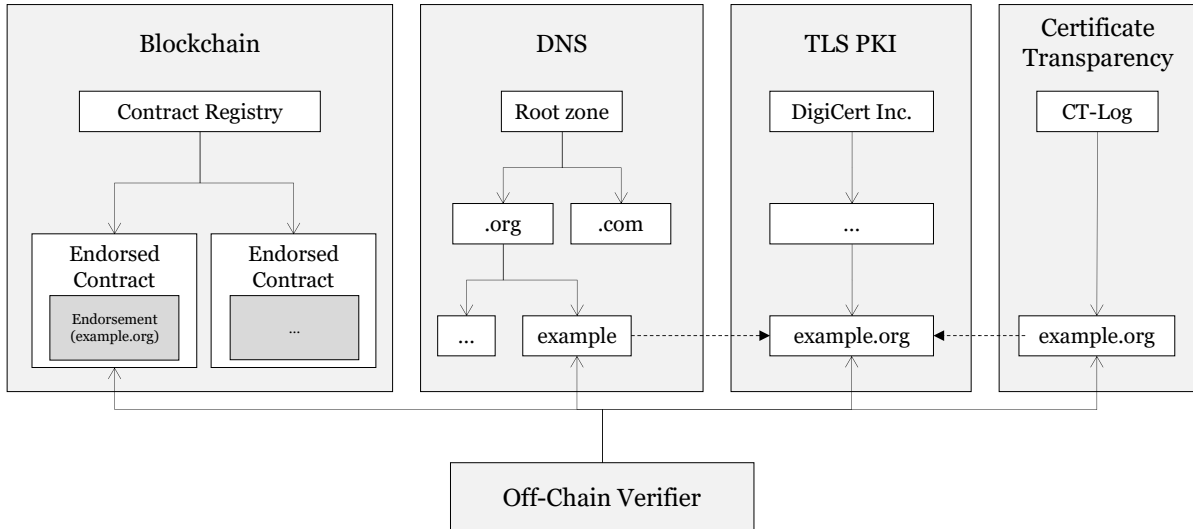 Blockchain
Contract Registry
Endorsed
Contract
Endorsement
(example.org)
Endorsed
Contract
...
DNS
Root zone
.org
.com
...
example
TLS PKI
DigiCert Inc.
...
example.org
Certificate
Transparency
CT-Log
example.org
Off-Chain Verifier